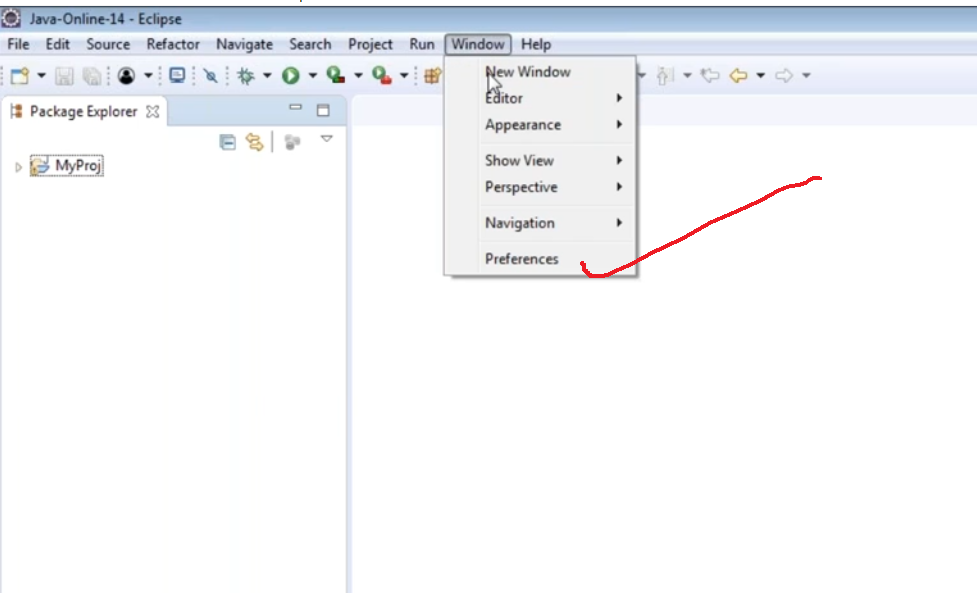 Java-Online-14 - Eclipse
File Edit Source Refactor Navigate Search Project Run Window Help
New Window
Editor
Appearance
Show View
Perspective
Navigation
Preferences
Package Explorer
MyProj